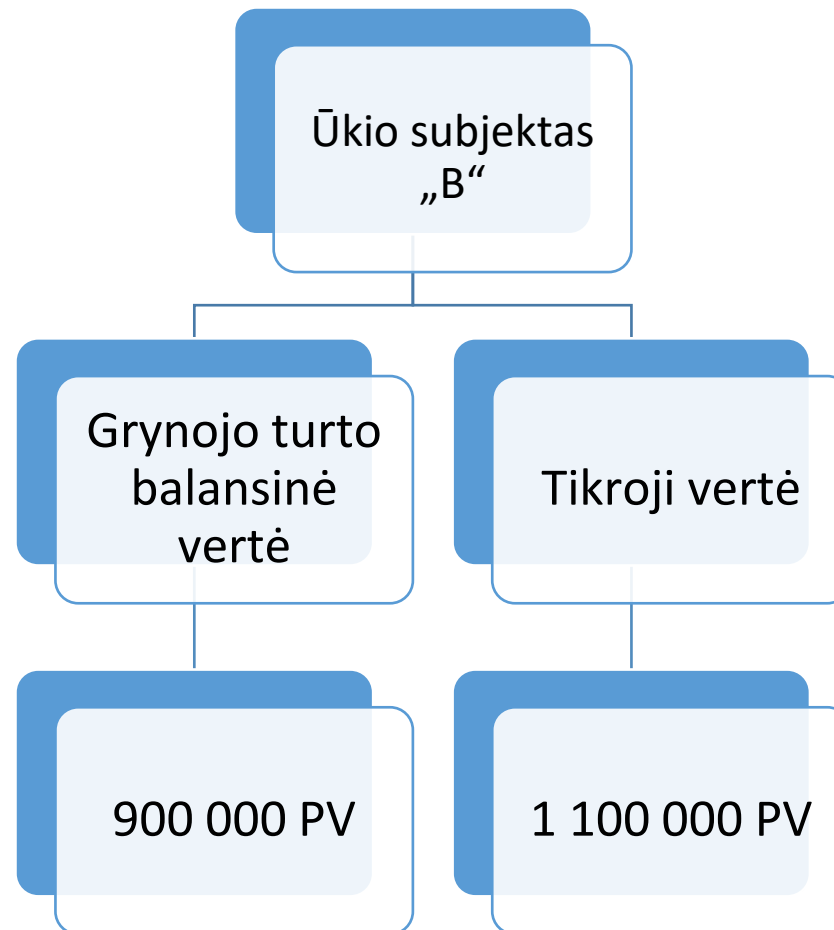 Ūkio subjektas
„B“
Grynojo turto
balansinė
vertė
Tikroji vertė
900 000 PV
1 100 000 PV